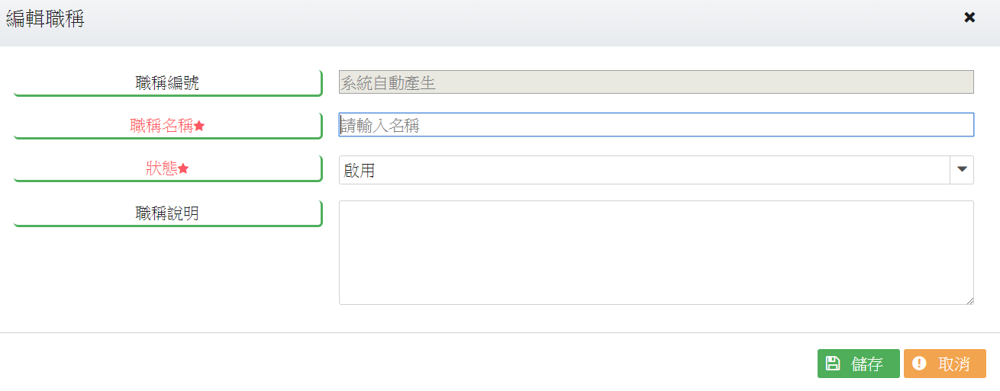 編輯職稱
職稱編號 系統自動產生
職稱名稱★ 請輸入名稱
狀態★ 啟用
職稱說明
儲存 取消